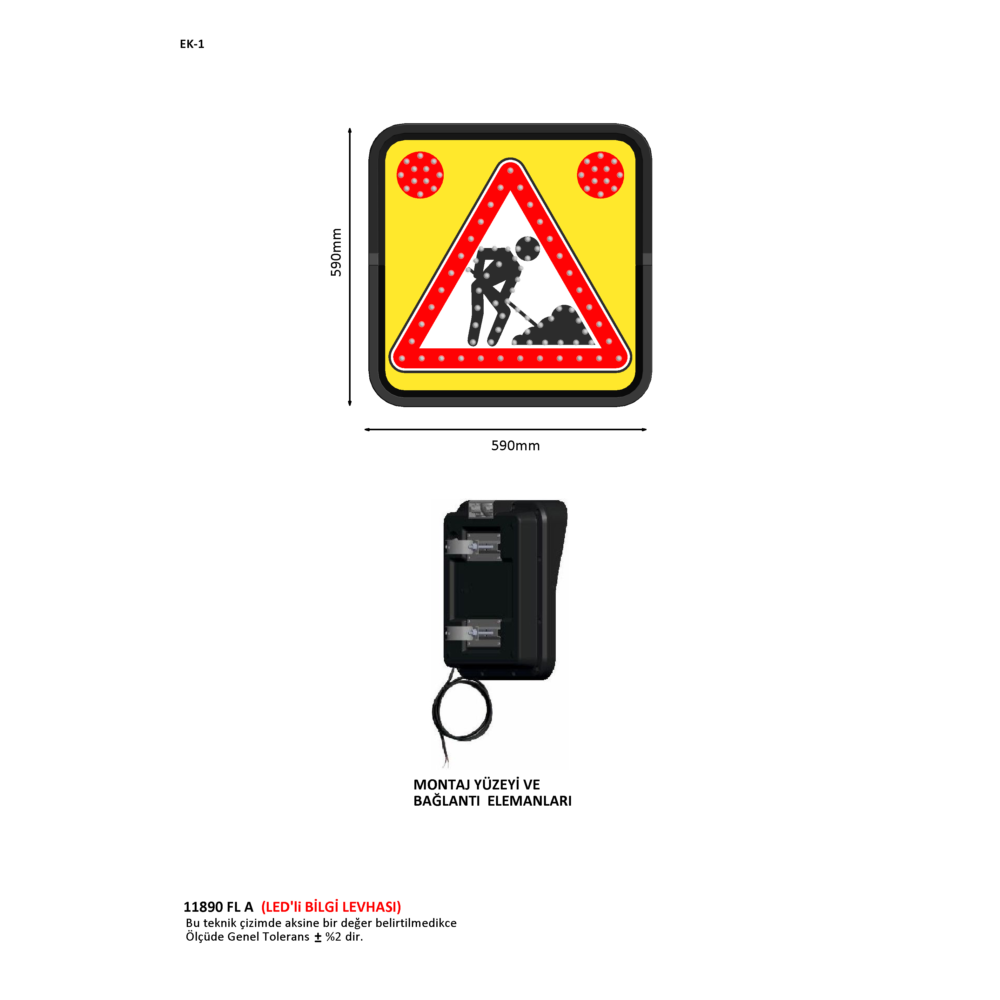 EK-1
590mm
590mm
MONTAJ YÜZEYİ VE
BAĞLANTI ELEMANLARI
11890 FL A (LED'li BİLGİ LEVHASI)
Bu teknik çizimde aksine bir değer belirtilmedikce
Ölçüde Genel Tolerans ± %2 dir.